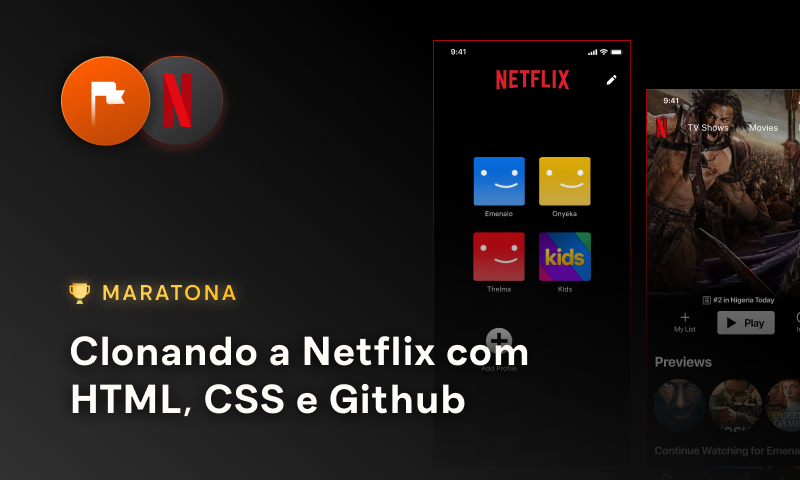 9:41
NETFLIX
Emenalo
Onyeka
Thelma
kids
Kids
Add Profile
9:41
N
TV Shows
Movies
#2 in Nigeria Today
My List
Play
Previews
Continue Watching for Emena
N
MARATONA
Clonando a Netflix com
HTML, CSS e Github